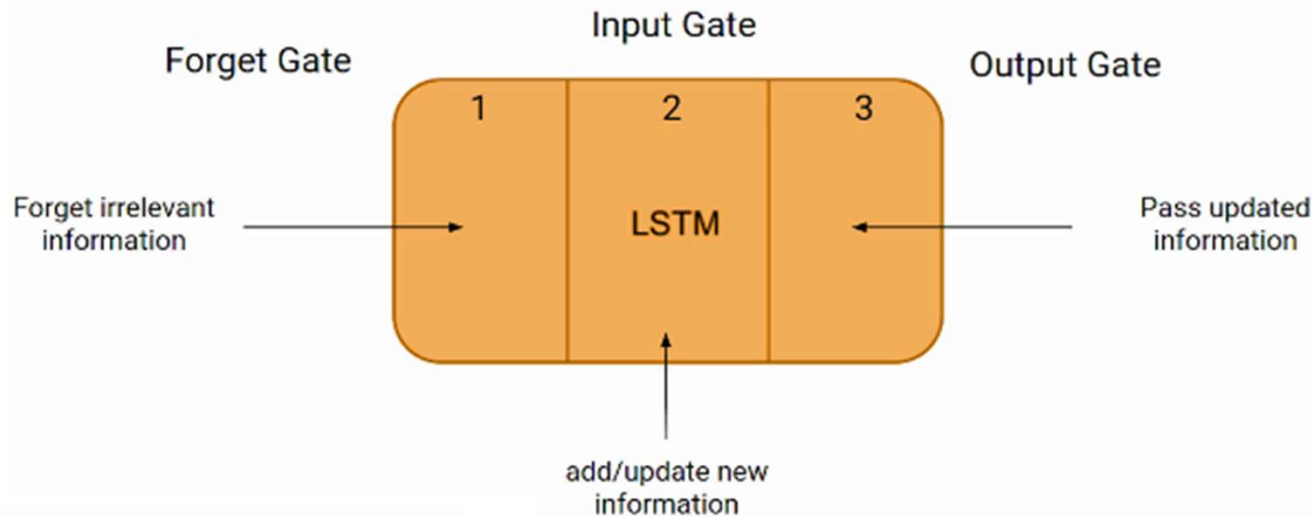 Input Gate
Forget Gate
Output Gate
1
2
3
Forget irrelevant
information
LSTM
Pass updated
information
add/update new
information